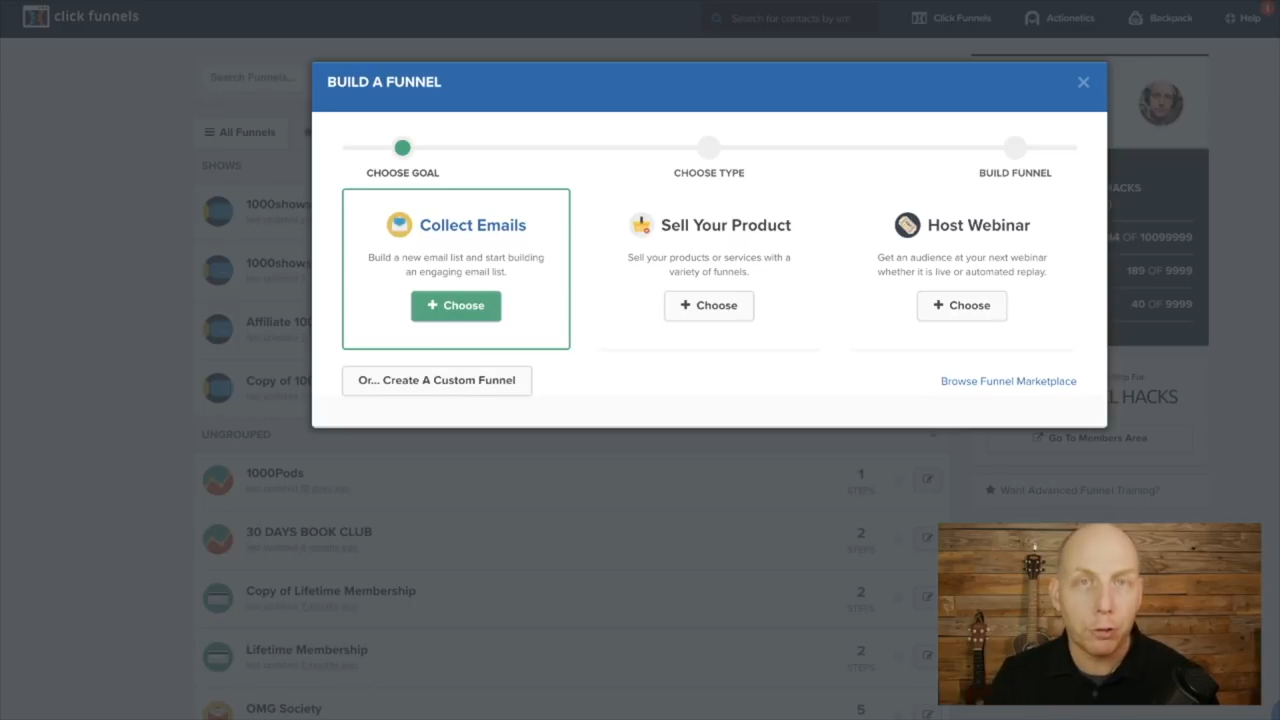 click funnels
Search for contacts by em
Click Funnels
Actionetics
Backpack
Help
BUILD A FUNNEL
Search Funnels...
All Funnels
CHOOSE GOAL
CHOOSE TYPE
BUILD FUNNEL
SHOWS
Collect Emails
Build a new email list and start building
an engaging email list.
Choose
Sell Your Product
Sell your products or services with a
variety of funnels.
Choose
Host Webinar
Get an audience at your next webinar
whether it is live or automated replay.
Choose
Or... Create A Custom Funnel
Browse Funnel Marketplace
1000shows
1000shows
Affiliate 10
Copy of 10
ACKS
4 OF 10099999
189 OF 9999
40 OF 9999
L HACKS
Go To Members Area
Want Advanced Funnel Training?
UNGROUPED
1000Pods
1
STEPS
30 DAYS BOOK CLUB
2
STEPS
Copy of Lifetime Membership
2
STEPS
Lifetime Membership
2
STEPS
OMG Society
5